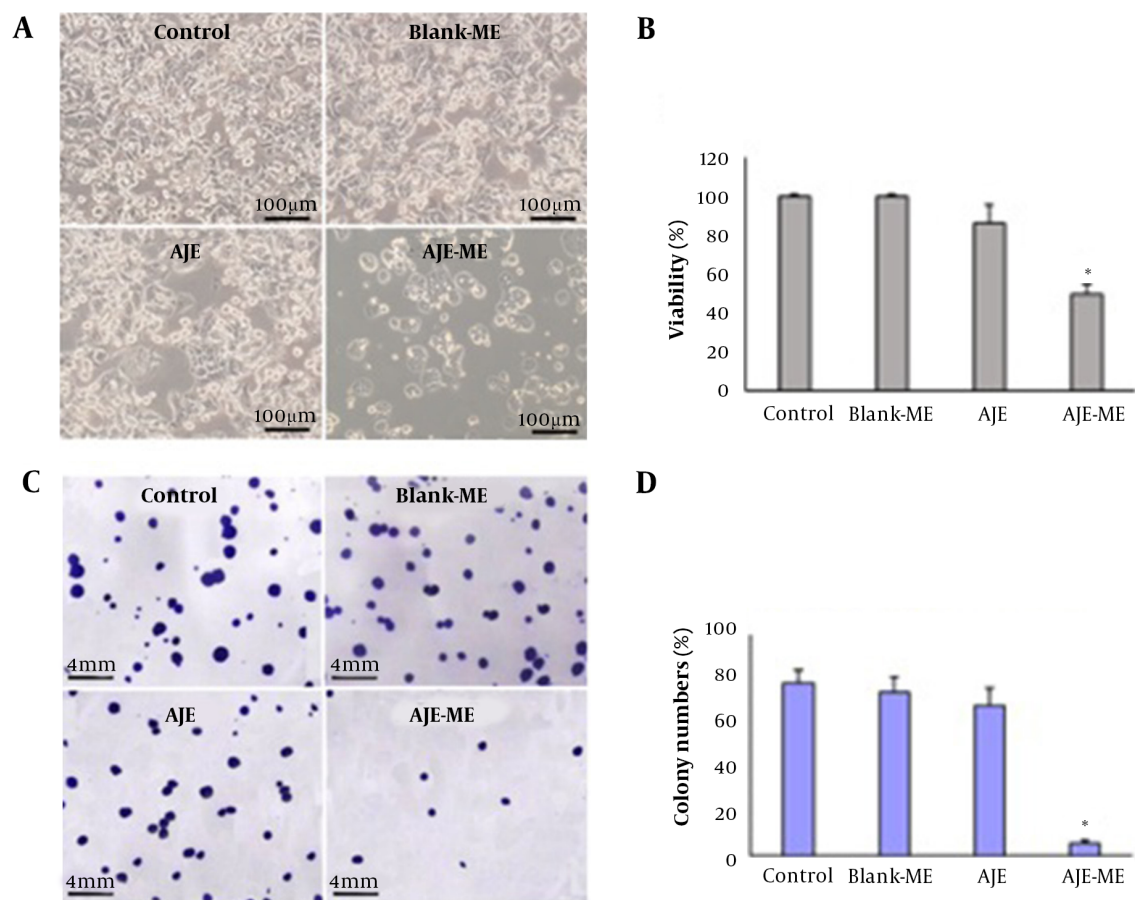 A
Control
Blank-ME
100µm
100µm
AJE
AJE-ME
100µm
100µm
B
Viability (%)
120
100
80
60
40
20
0
*
Control
Blank-ME
AJE
AJE-ME
C
Control
Blank-ME
4mm
4mm
AJE
AJE-ME
4mm
4mm
D
Colony numbers (%)
100
80
60
40
20
0
*
Control
Blank-ME
AJE
AJE-ME